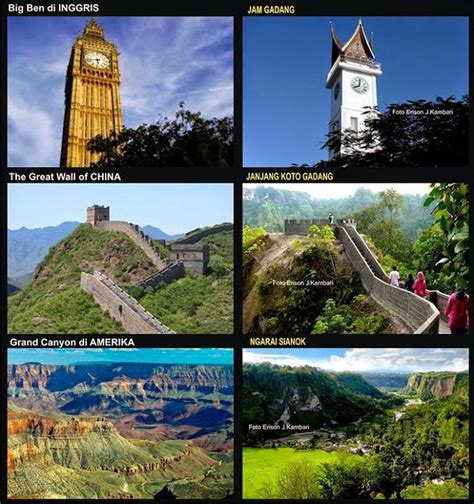 Big Ben di INGGRIS
JAM GADANG
Foto Erison J.Kambari
The Great Wall of CHINA
JANJANG KOTO GADANG
Foto Erison J.Kambari
Grand Canyon di AMERIKA
NGARAI SIANOK
Foto Erison J.Kambari